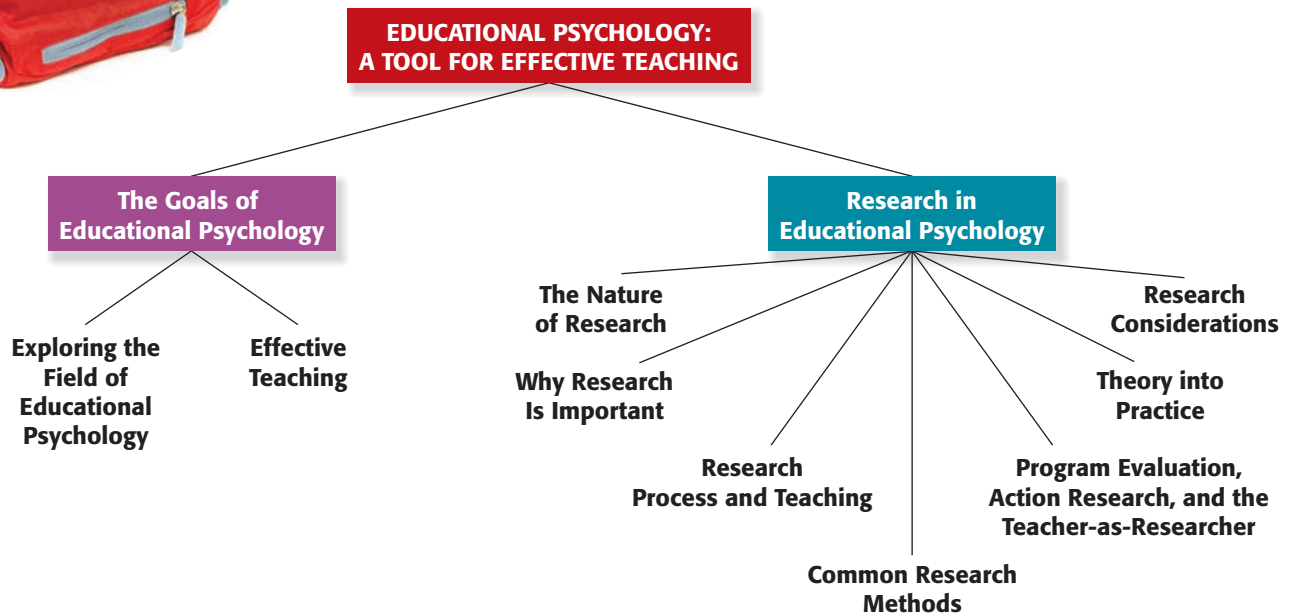 EDUCATIONAL PSYCHOLOGY:
A TOOL FOR EFFECTIVE TEACHING
The Goals of
Educational Psychology
Exploring the
Field of
Educational
Psychology
Effective
Teaching
Research in
Educational Psychology
The Nature
of Research
Why Research
Is Important
Research
Process and Teaching
Common Research
Methods
Program Evaluation,
Action Research, and the
Teacher-as-Researcher
Theory into
Practice
Research
Considerations